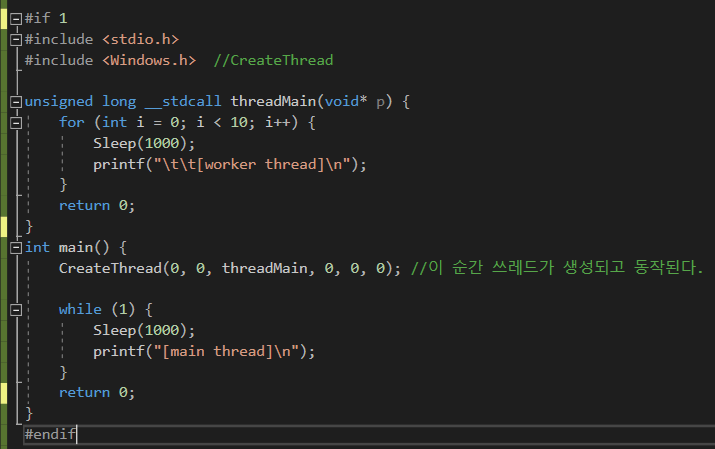 #if 1
#include <stdio.h>
#include <Windows.h>  //CreateThread
unsigned long __stdcall threadMain(void* p) {
    for (int i = 0; i < 10; i++) {
        Sleep(1000);
        printf("\t\t[worker thread]\n");
    }
    return 0;
}
int main() {
    CreateThread(0, 0, threadMain, 0, 0, 0); //이 순간 쓰레드가 생성되고 동작된다.
    while (1) {
        Sleep(1000);
        printf("[main thread]\n");
    }
    return 0;
}
#endif